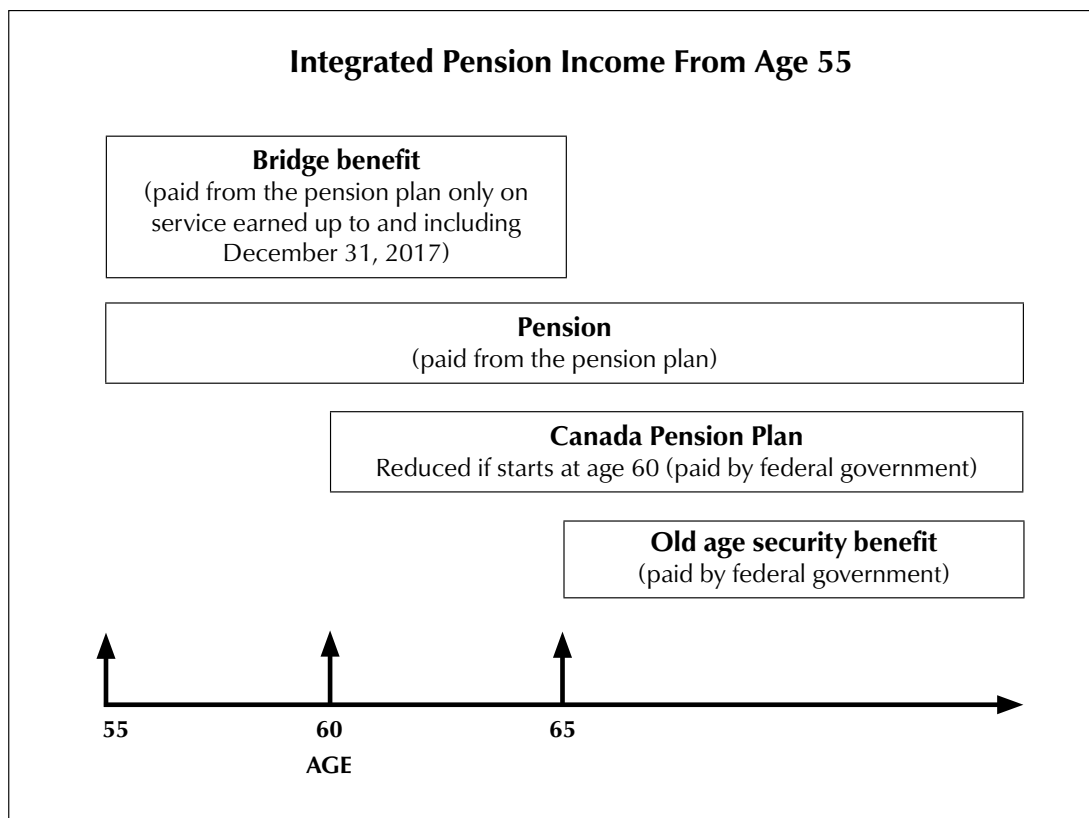 Integrated Pension Income From Age 55
Bridge benefit
(paid from the pension plan only on
service earned up to and including
December 31, 2017)
Pension
(paid from the pension plan)
Canada Pension Plan
Reduced if starts at age 60 (paid by federal government)
Old age security benefit
(paid by federal government)
55 60 65
AGE